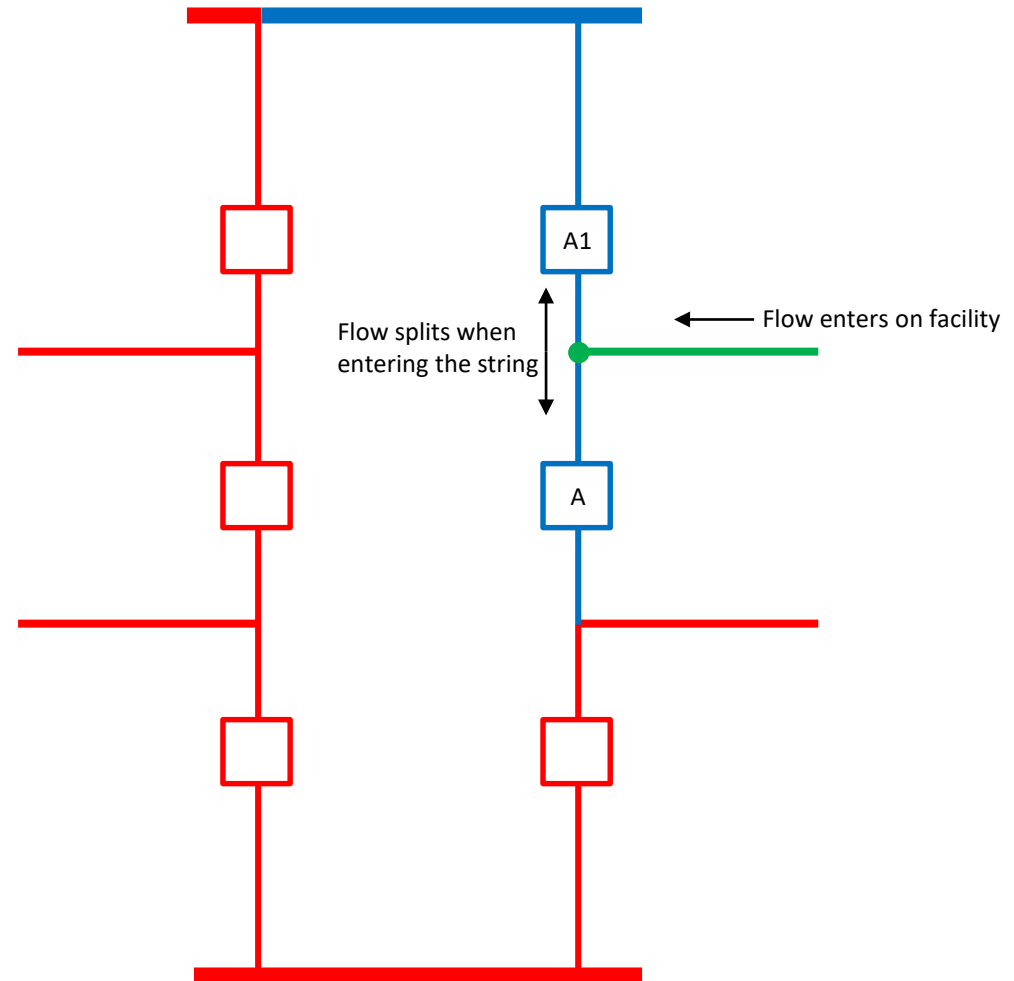 A1
Flow enters on facility
Flow splits when
entering the string
A